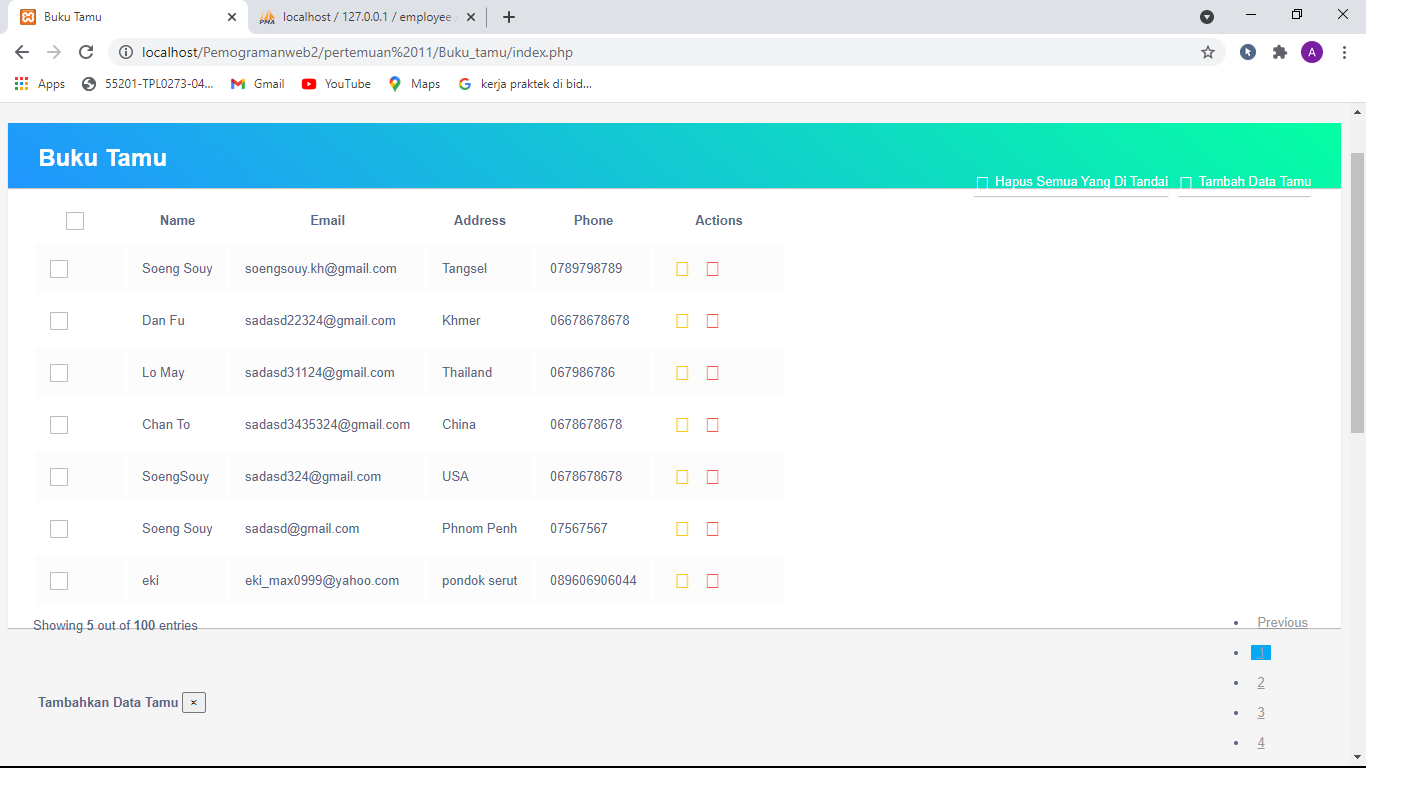 Buku Tamu
localhost / 127.0.0.1 / employee
localhost/Pemogramanweb2/pertemuan%2011/Buku_tamu/index.php
A
Apps 55201-TPL0273-04... Gmail YouTube Maps kerja praktek di bid...
Buku Tamu
Hapus Semua Yang Di Tandai Tambah Data Tamu
Name Email Address Phone Actions
Soeng Souy soengsouy.kh@gmail.com Tangsel 0789798789
Dan Fu sadasd22324@gmail.com Khmer 06678678678
Lo May sadasd31124@gmail.com Thailand 067986786
Chan To sadasd3435324@gmail.com China 0678678678
SoengSouy sadasd324@gmail.com USA 0678678678
Soeng Souy sadasd@gmail.com Phnom Penh 07567567
eki eki_max0999@yahoo.com pondok serut 089606906044
Showing 5 out of 100 entries
Previous
1
2
3
4
Tambahkan Data Tamu ×